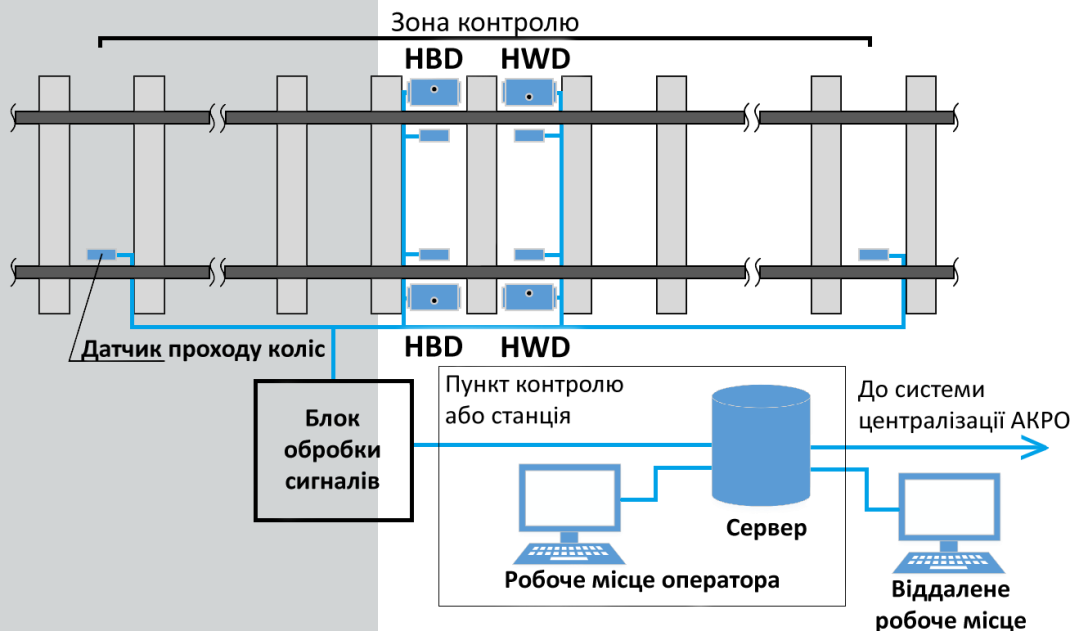 Зона контролю
HBD
HWD
Датчик проходу коліс
HBD
HWD
Блок
обробки
сигналів
Пункт контролю
або станція
До системи
централізації АКРО
Сервер
Робоче місце оператора
Віддалене
робоче місце